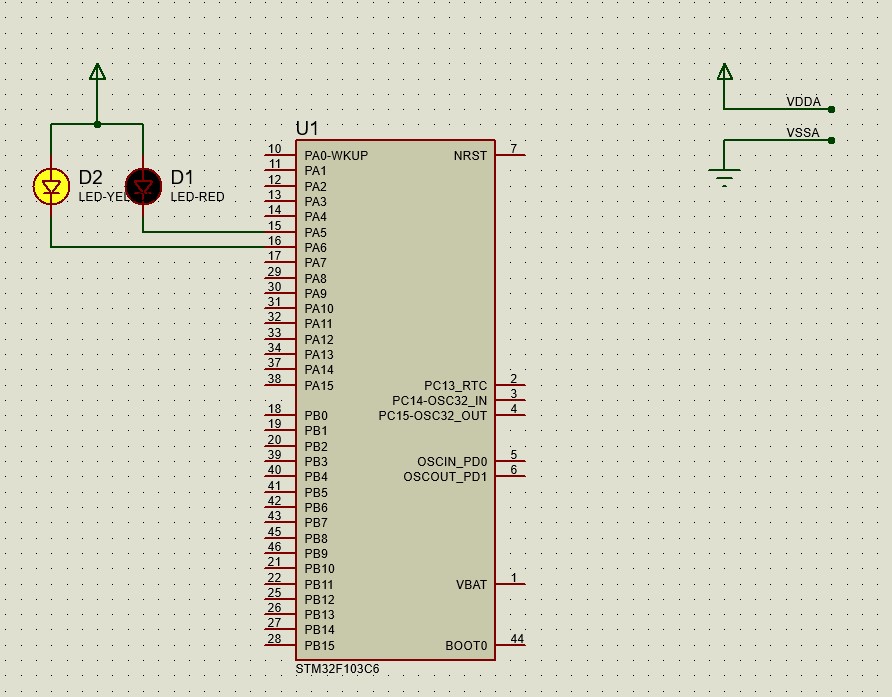 U1
D2
LED-YEL
D1
LED-RED
VDDA
VSSA
10 PA0-WKUP NRST 7
11 PA1
12 PA2
13 PA3
14 PA4
15 PA5
16 PA6
17 PA7
29 PA8
30 PA9
31 PA10
32 PA11
33 PA12
34 PA13
37 PA14
38 PA15 PC13_RTC 2
PC14-OSC32_IN 3
18 PB0 PC15-OSC32_OUT 4
19 PB1
20 PB2
39 PB3 OSCIN_PD0 5
40 PB4 OSCOUT_PD1 6
41 PB5
42 PB6
43 PB7
45 PB8
46 PB9
21 PB10
22 PB11 VBAT 1
25 PB12
26 PB13
27 PB14
28 PB15 BOOT0 44
STM32F103C6